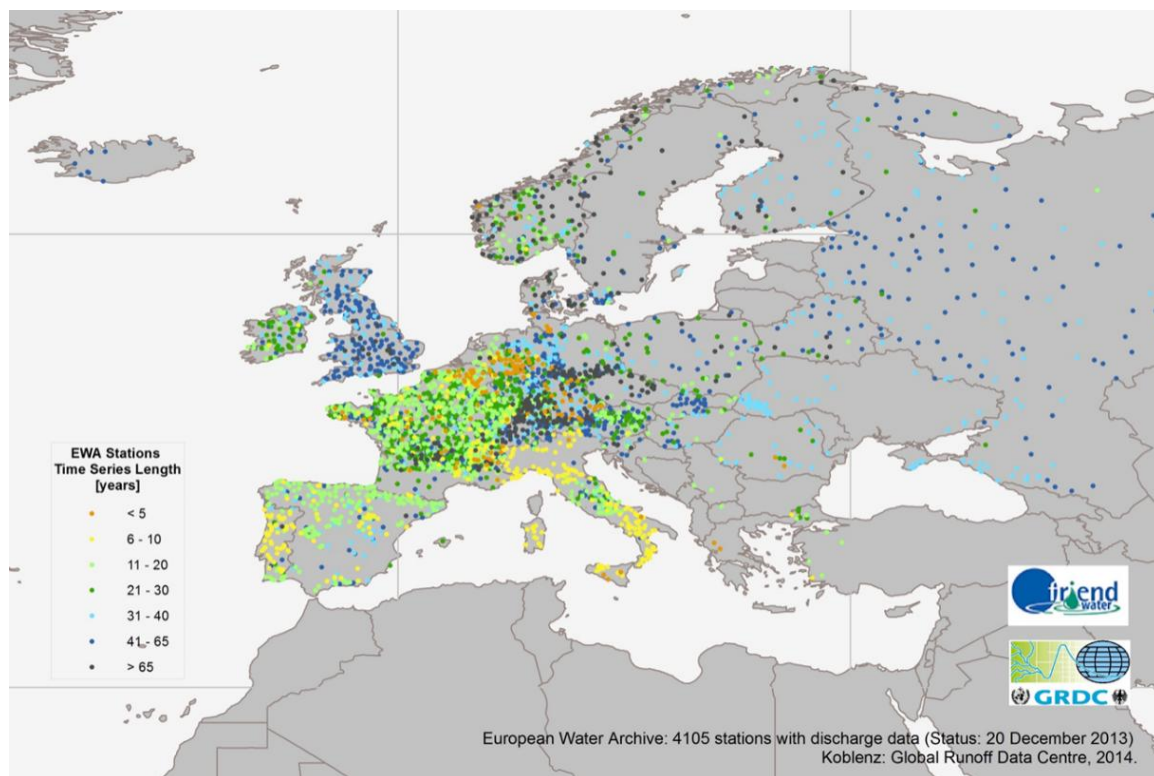 EWA Stations
Time Series Length
[years]
< 5
6 - 10
11 - 20
21 - 30
31 - 40
41 - 65
> 65
friend
water
GRDC
European Water Archive: 4105 stations with discharge data (Status: 20 December 2013)
Koblenz: Global Runoff Data Centre, 2014.